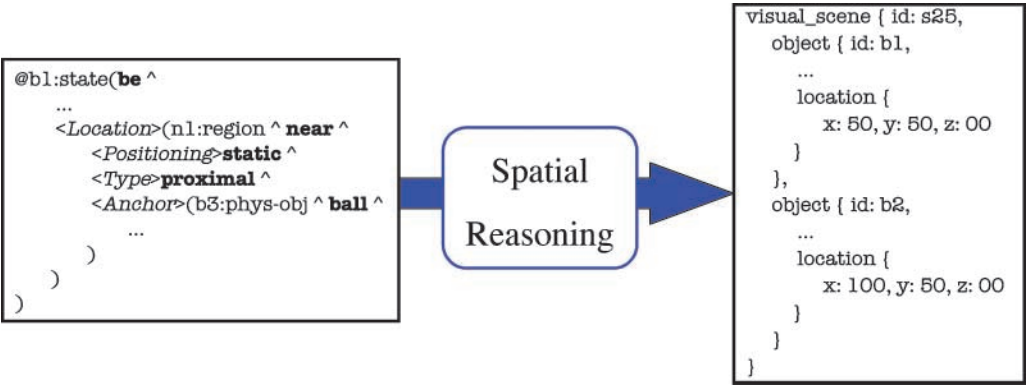 @b1:state(be ^
...
<Location>(n1:region ^ near ^
<Positioning>static ^
<Type>proximal ^
<Anchor>(b3:phys-obj ^ ball ^
...
)
)
)
Spatial
Reasoning
visual_scene { id: s25,
object { id: b1,
...
location {
x: 50, y: 50, z: 00
}
},
object { id: b2,
...
location {
x: 100, y: 50, z: 00
}
}
}